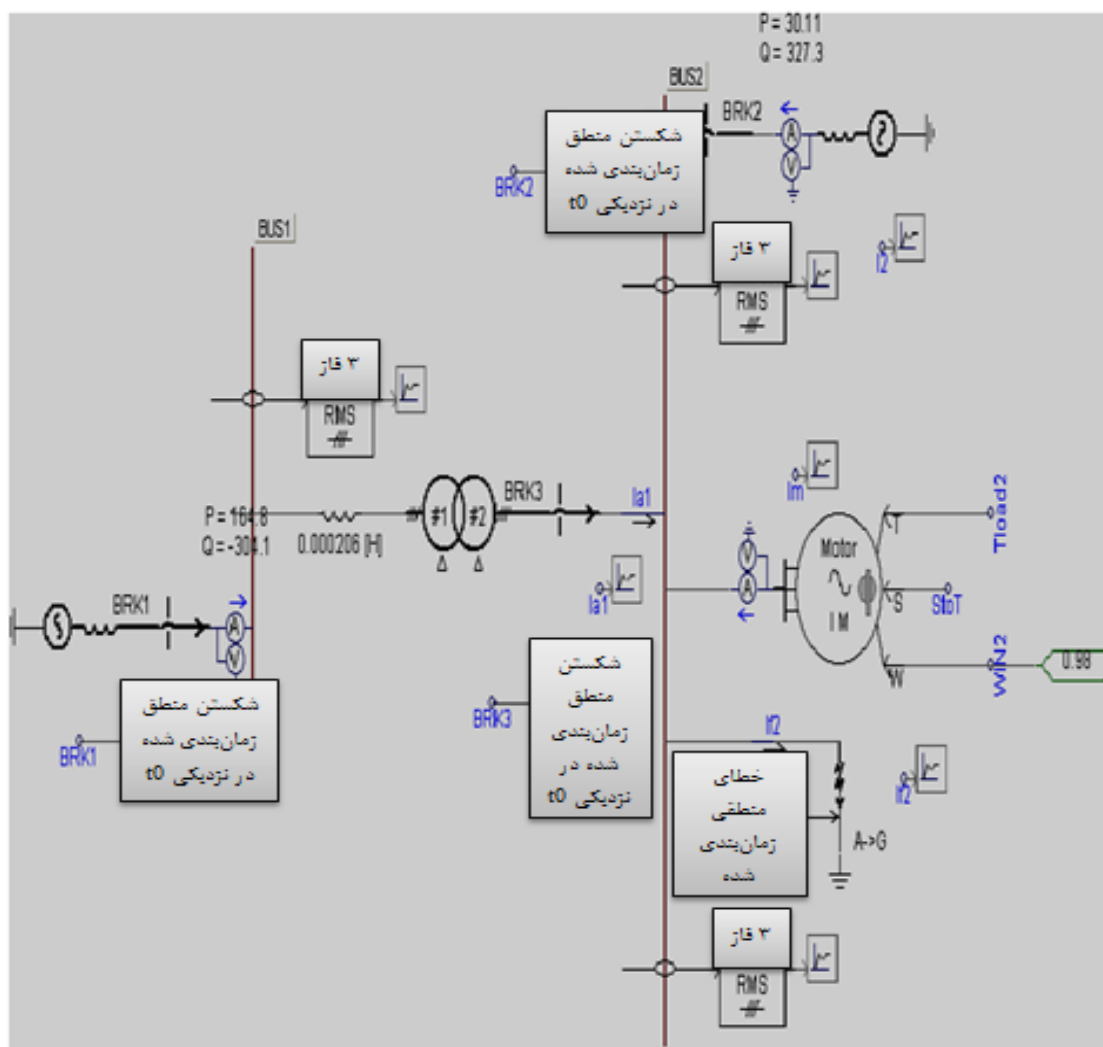 P = 30.11
Q = 327.3
BUS2
BRK2
شکستن منطق
زمان‌بندی شده
در نزدیکی t0
BRK2
BUS1
I2
۳ فاز
RMS
۳ فاز
RMS
BRK3
Ia1
Im
#1
#2
P = 164.8
Q = -304.1
0.000206 [H]
Tload2
Motor
I M
T
S
StoT
W
WIN2
0.98
Ia1
BRK1
A
V
A
V
V
A
شکستن
منطق
زمان‌بندی
شده در
نزدیکی t0
BRK3
شکستن منطق
زمان‌بندی شده
در نزدیکی t0
BRK1
If2
خطای
منطقی
زمان‌بندی
شده
If2
A->G
۳ فاز
RMS